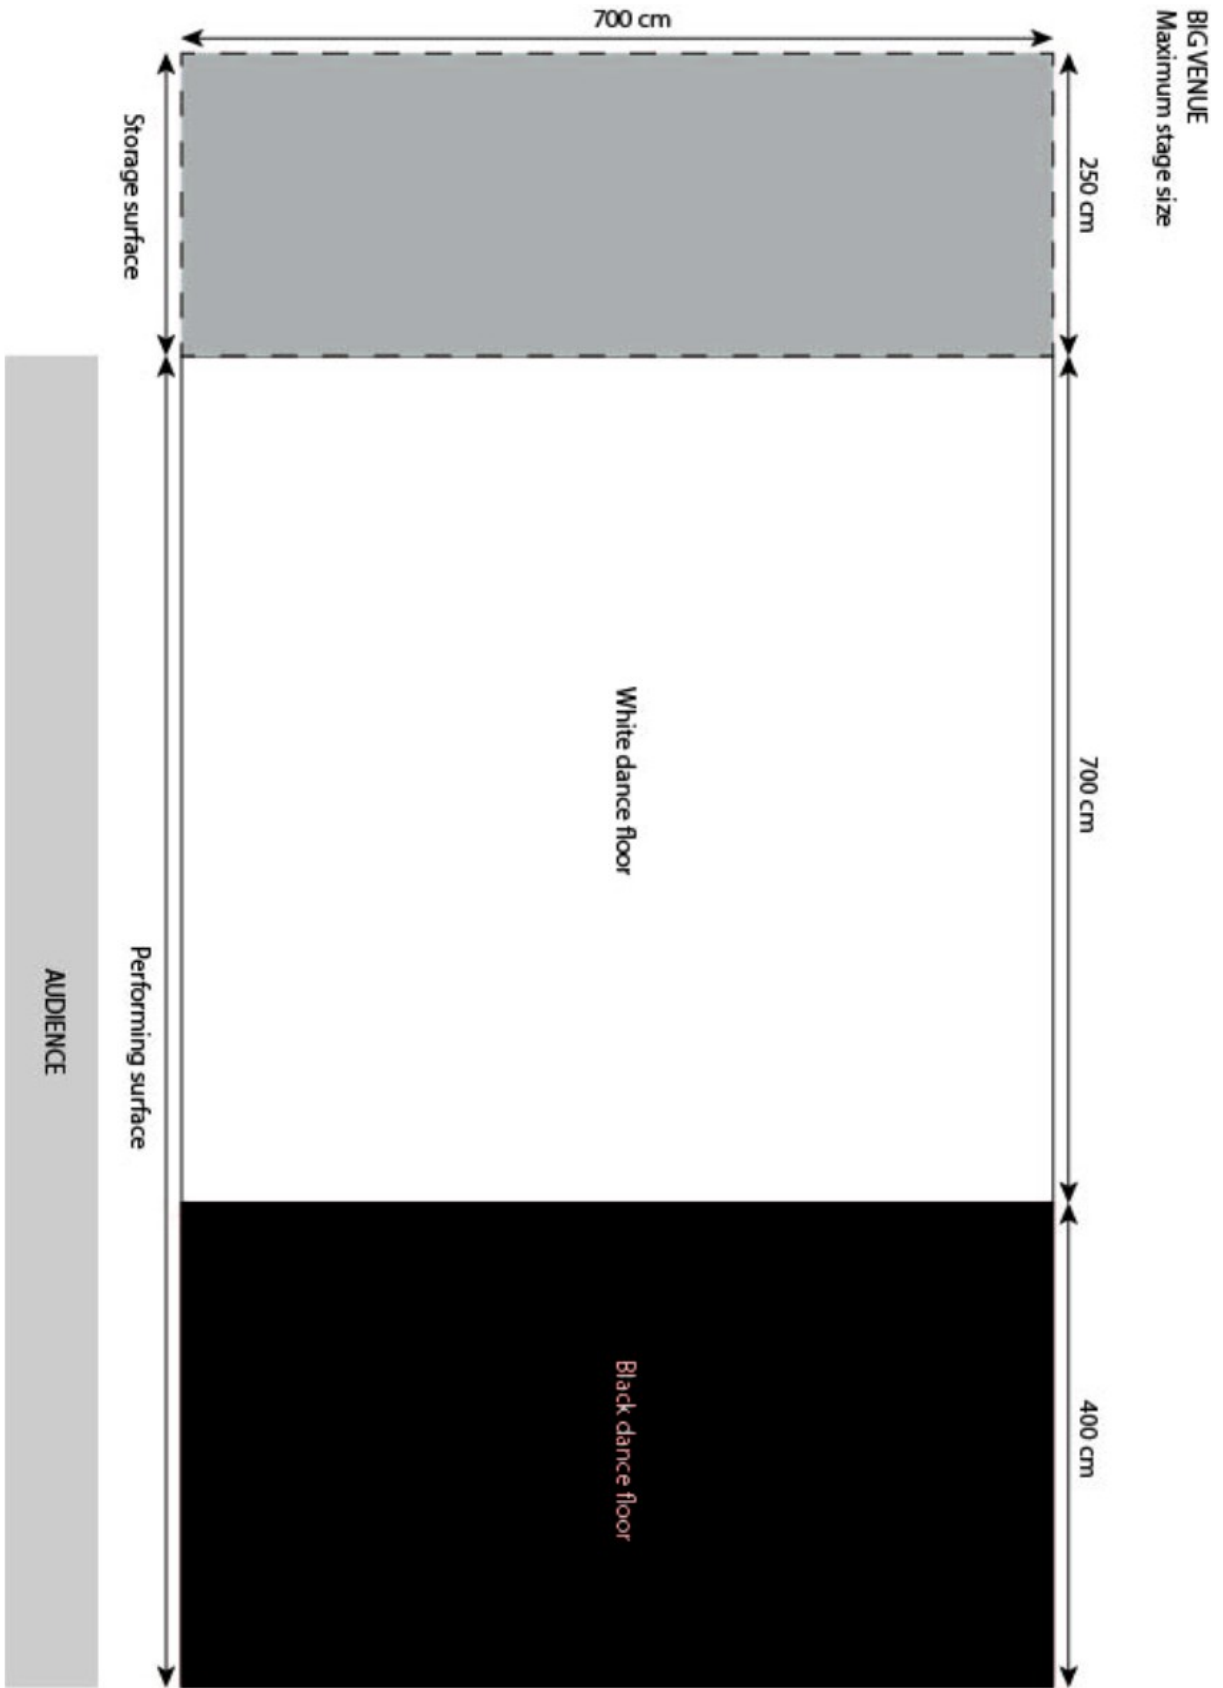 BIG VENUE
Maximum stage size
700 cm
250 cm
700 cm
400 cm
White dance floor
Black dance floor
Storage surface
Performing surface
AUDIENCE